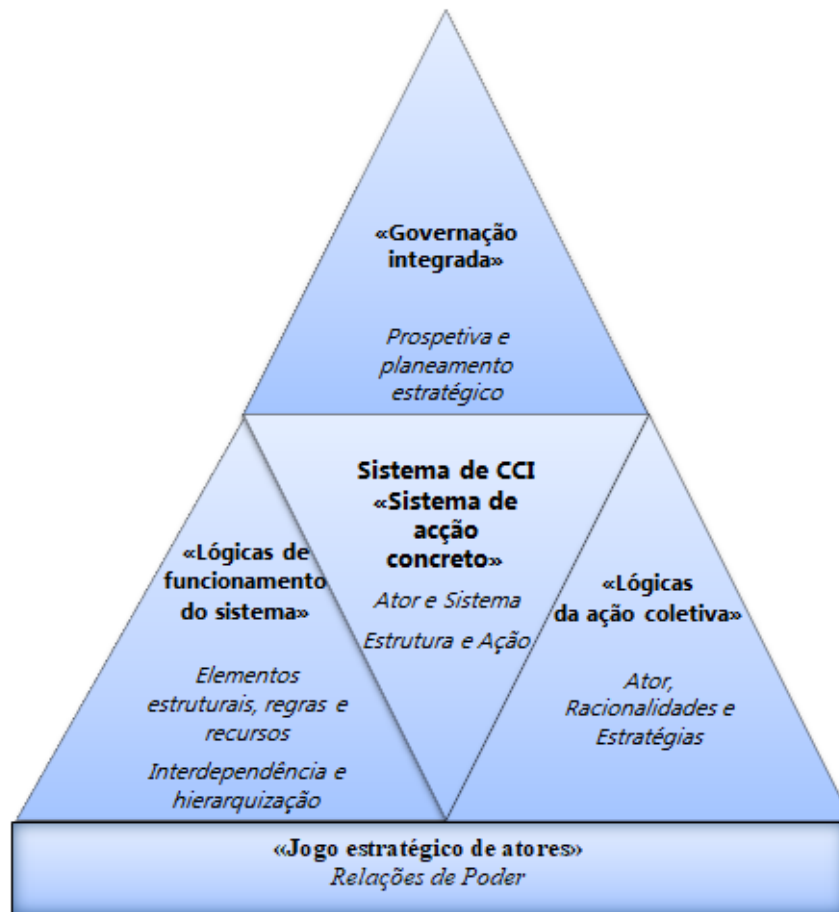 «Governação
integrada»
Prospetiva e
planeamento
estratégico
Sistema de CCI
«Sistema de
acção
concreto»
Ator e Sistema
Estrutura e Ação
«Lógicas de
funcionamento
do sistema»
Elementos
estruturais, regras e
recursos
Interdependência e
hierarquização
«Lógicas
da ação coletiva»
Ator,
Racionalidades e
Estratégias
«Jogo estratégico de atores»
Relações de Poder